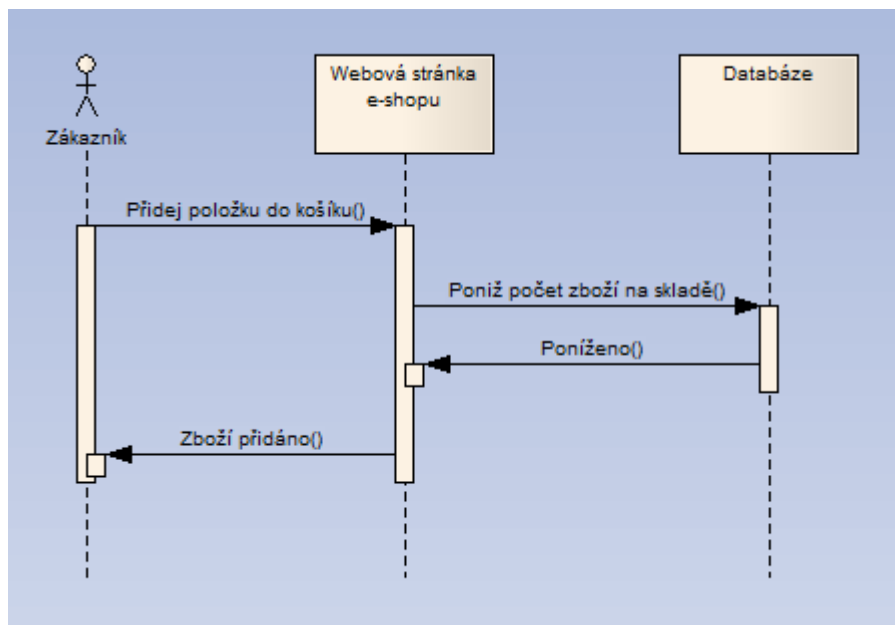 Webová stránka
e-shopu
Databáze
Zákazník
Přidej položku do košíku()
Poniž počet zboží na skladě()
Poníženo()
Zboží přidáno()